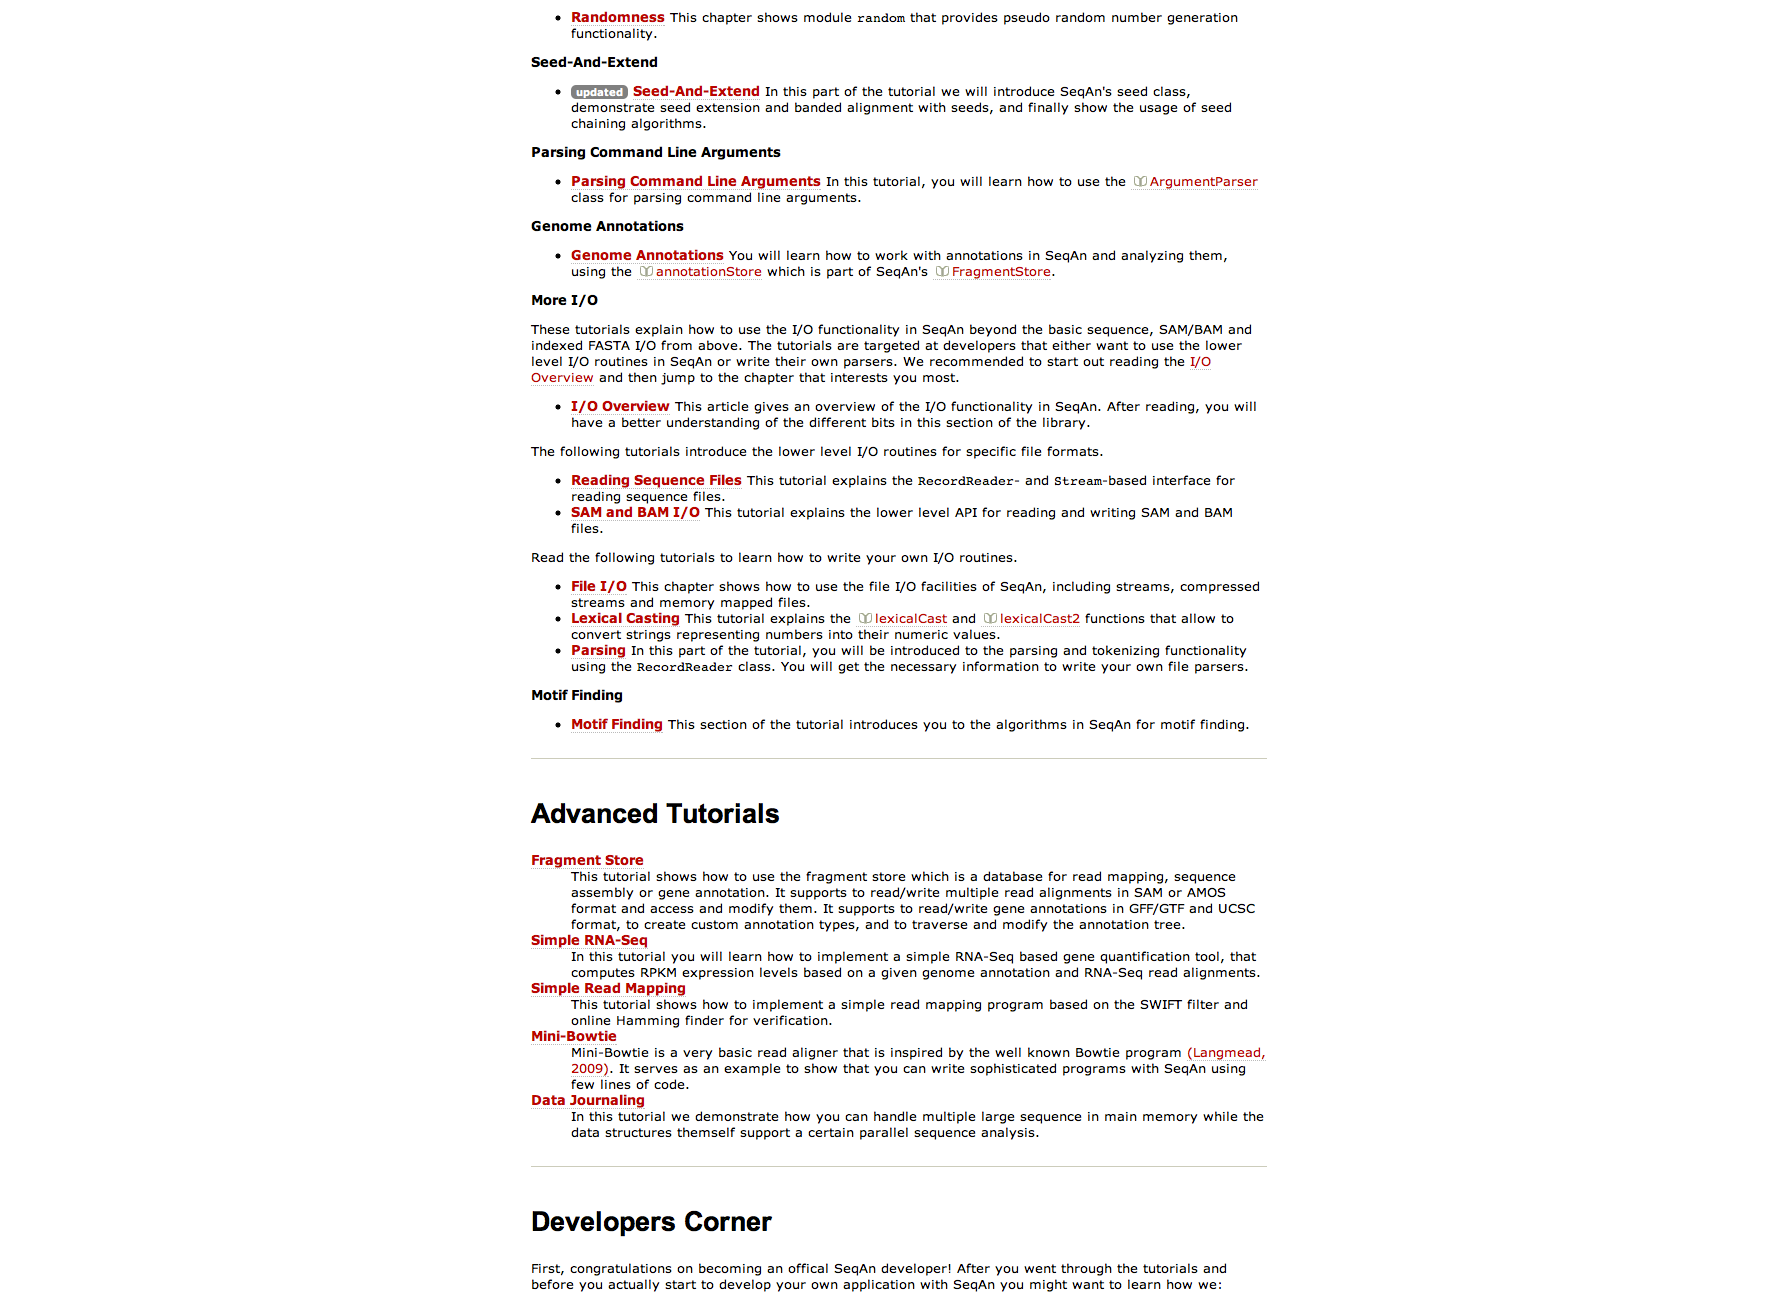 • Randomness This chapter shows module random that provides pseudo random number generation
functionality.
Seed-And-Extend
• updated Seed-And-Extend In this part of the tutorial we will introduce SeqAn's seed class,
demonstrate seed extension and banded alignment with seeds, and finally show the usage of seed
chaining algorithms.
Parsing Command Line Arguments
• Parsing Command Line Arguments In this tutorial, you will learn how to use the ArgumentParser
class for parsing command line arguments.
Genome Annotations
• Genome Annotations You will learn how to work with annotations in SeqAn and analyzing them,
using the annotationStore which is part of SeqAn's FragmentStore.
More I/O
These tutorials explain how to use the I/O functionality in SeqAn beyond the basic sequence, SAM/BAM and
indexed FASTA I/O from above. The tutorials are targeted at developers that either want to use the lower
level I/O routines in SeqAn or write their own parsers. We recommended to start out reading the I/O
Overview and then jump to the chapter that interests you most.
• I/O Overview This article gives an overview of the I/O functionality in SeqAn. After reading, you will
have a better understanding of the different bits in this section of the library.
The following tutorials introduce the lower level I/O routines for specific file formats.
• Reading Sequence Files This tutorial explains the RecordReader- and Stream-based interface for
reading sequence files.
• SAM and BAM I/O This tutorial explains the lower level API for reading and writing SAM and BAM
files.
Read the following tutorials to learn how to write your own I/O routines.
• File I/O This chapter shows how to use the file I/O facilities of SeqAn, including streams, compressed
streams and memory mapped files.
• Lexical Casting This tutorial explains the lexicalCast and lexicalCast2 functions that allow to
convert strings representing numbers into their numeric values.
• Parsing In this part of the tutorial, you will be introduced to the parsing and tokenizing functionality
using the RecordReader class. You will get the necessary information to write your own file parsers.
Motif Finding
• Motif Finding This section of the tutorial introduces you to the algorithms in SeqAn for motif finding.
Advanced Tutorials
Fragment Store
This tutorial shows how to use the fragment store which is a database for read mapping, sequence
assembly or gene annotation. It supports to read/write multiple read alignments in SAM or AMOS
format and access and modify them. It supports to read/write gene annotations in GFF/GTF and UCSC
format, to create custom annotation types, and to traverse and modify the annotation tree.
Simple RNA-Seq
In this tutorial you will learn how to implement a simple RNA-Seq based gene quantification tool, that
computes RPKM expression levels based on a given genome annotation and RNA-Seq read alignments.
Simple Read Mapping
This tutorial shows how to implement a simple read mapping program based on the SWIFT filter and
online Hamming finder for verification.
Mini-Bowtie
Mini-Bowtie is a very basic read aligner that is inspired by the well known Bowtie program (Langmead,
2009). It serves as an example to show that you can write sophisticated programs with SeqAn using
few lines of code.
Data Journaling
In this tutorial we demonstrate how you can handle multiple large sequence in main memory while the
data structures themself support a certain parallel sequence analysis.
Developers Corner
First, congratulations on becoming an offical SeqAn developer! After you went through the tutorials and
before you actually start to develop your own application with SeqAn you might want to learn how we: